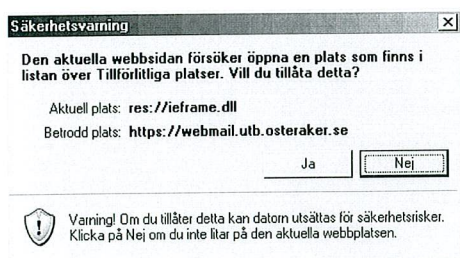 Säkerhetsvarning
Den aktuella webbsidan försöker öppna en plats som finns i
listan över Tillförlitliga platser. Vill du tillåta detta?
Aktuell plats: res://ieframe.dll
Betrodd plats: https://webmail.utb.osteraker.se
Ja Nej
Varning! Om du tillåter detta kan datorn utsättas för säkerhetsrisker.
Klicka på Nej om du inte litar på den aktuella webbplatsen.